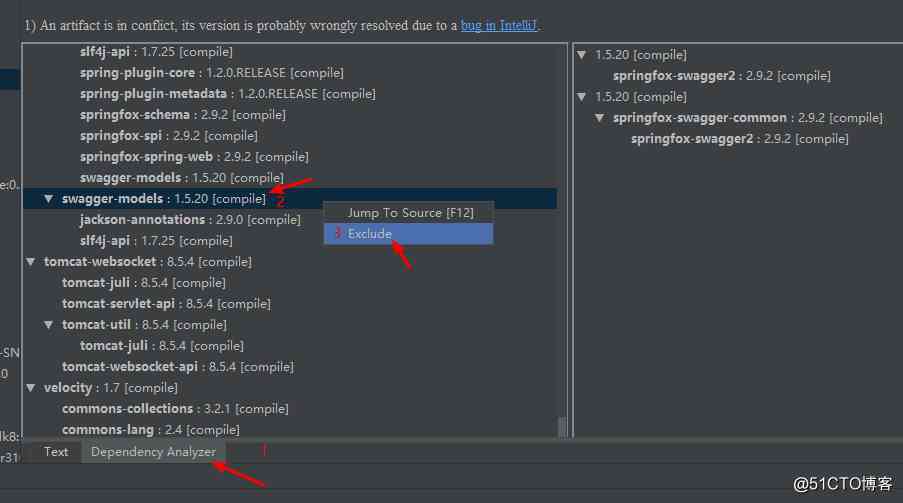 1) An artifact is in conflict, its version is probably wrongly resolved due to a bug in IntelliJ.
slf4j-api : 1.7.25 [compile]
spring-plugin-core : 1.2.0.RELEASE [compile]
spring-plugin-metadata : 1.2.0.RELEASE [compile]
springfox-schema : 2.9.2 [compile]
springfox-spi : 2.9.2 [compile]
springfox-spring-web : 2.9.2 [compile]
swagger-models : 1.5.20 [compile]
swagger-models : 1.5.20 [compile] 2
jackson-annotations : 2.9.0 [compile]
slf4j-api : 1.7.25 [compile]
tomcat-websocket : 8.5.4 [compile]
tomcat-juli : 8.5.4 [compile]
tomcat-servlet-api : 8.5.4 [compile]
tomcat-util : 8.5.4 [compile]
tomcat-juli : 8.5.4 [compile]
tomcat-websocket-api : 8.5.4 [compile]
velocity : 1.7 [compile]
commons-collections : 3.2.1 [compile]
commons-lang : 2.4 [compile]
Jump To Source [F12]
3 Exclude
1.5.20 [compile]
springfox-swagger2 : 2.9.2 [compile]
1.5.20 [compile]
springfox-swagger-common : 2.9.2 [compile]
springfox-swagger2 : 2.9.2 [compile]
e:0.
-SN
.0
lk8:
r31
Text
Dependency Analyzer
1
@51CTO博客